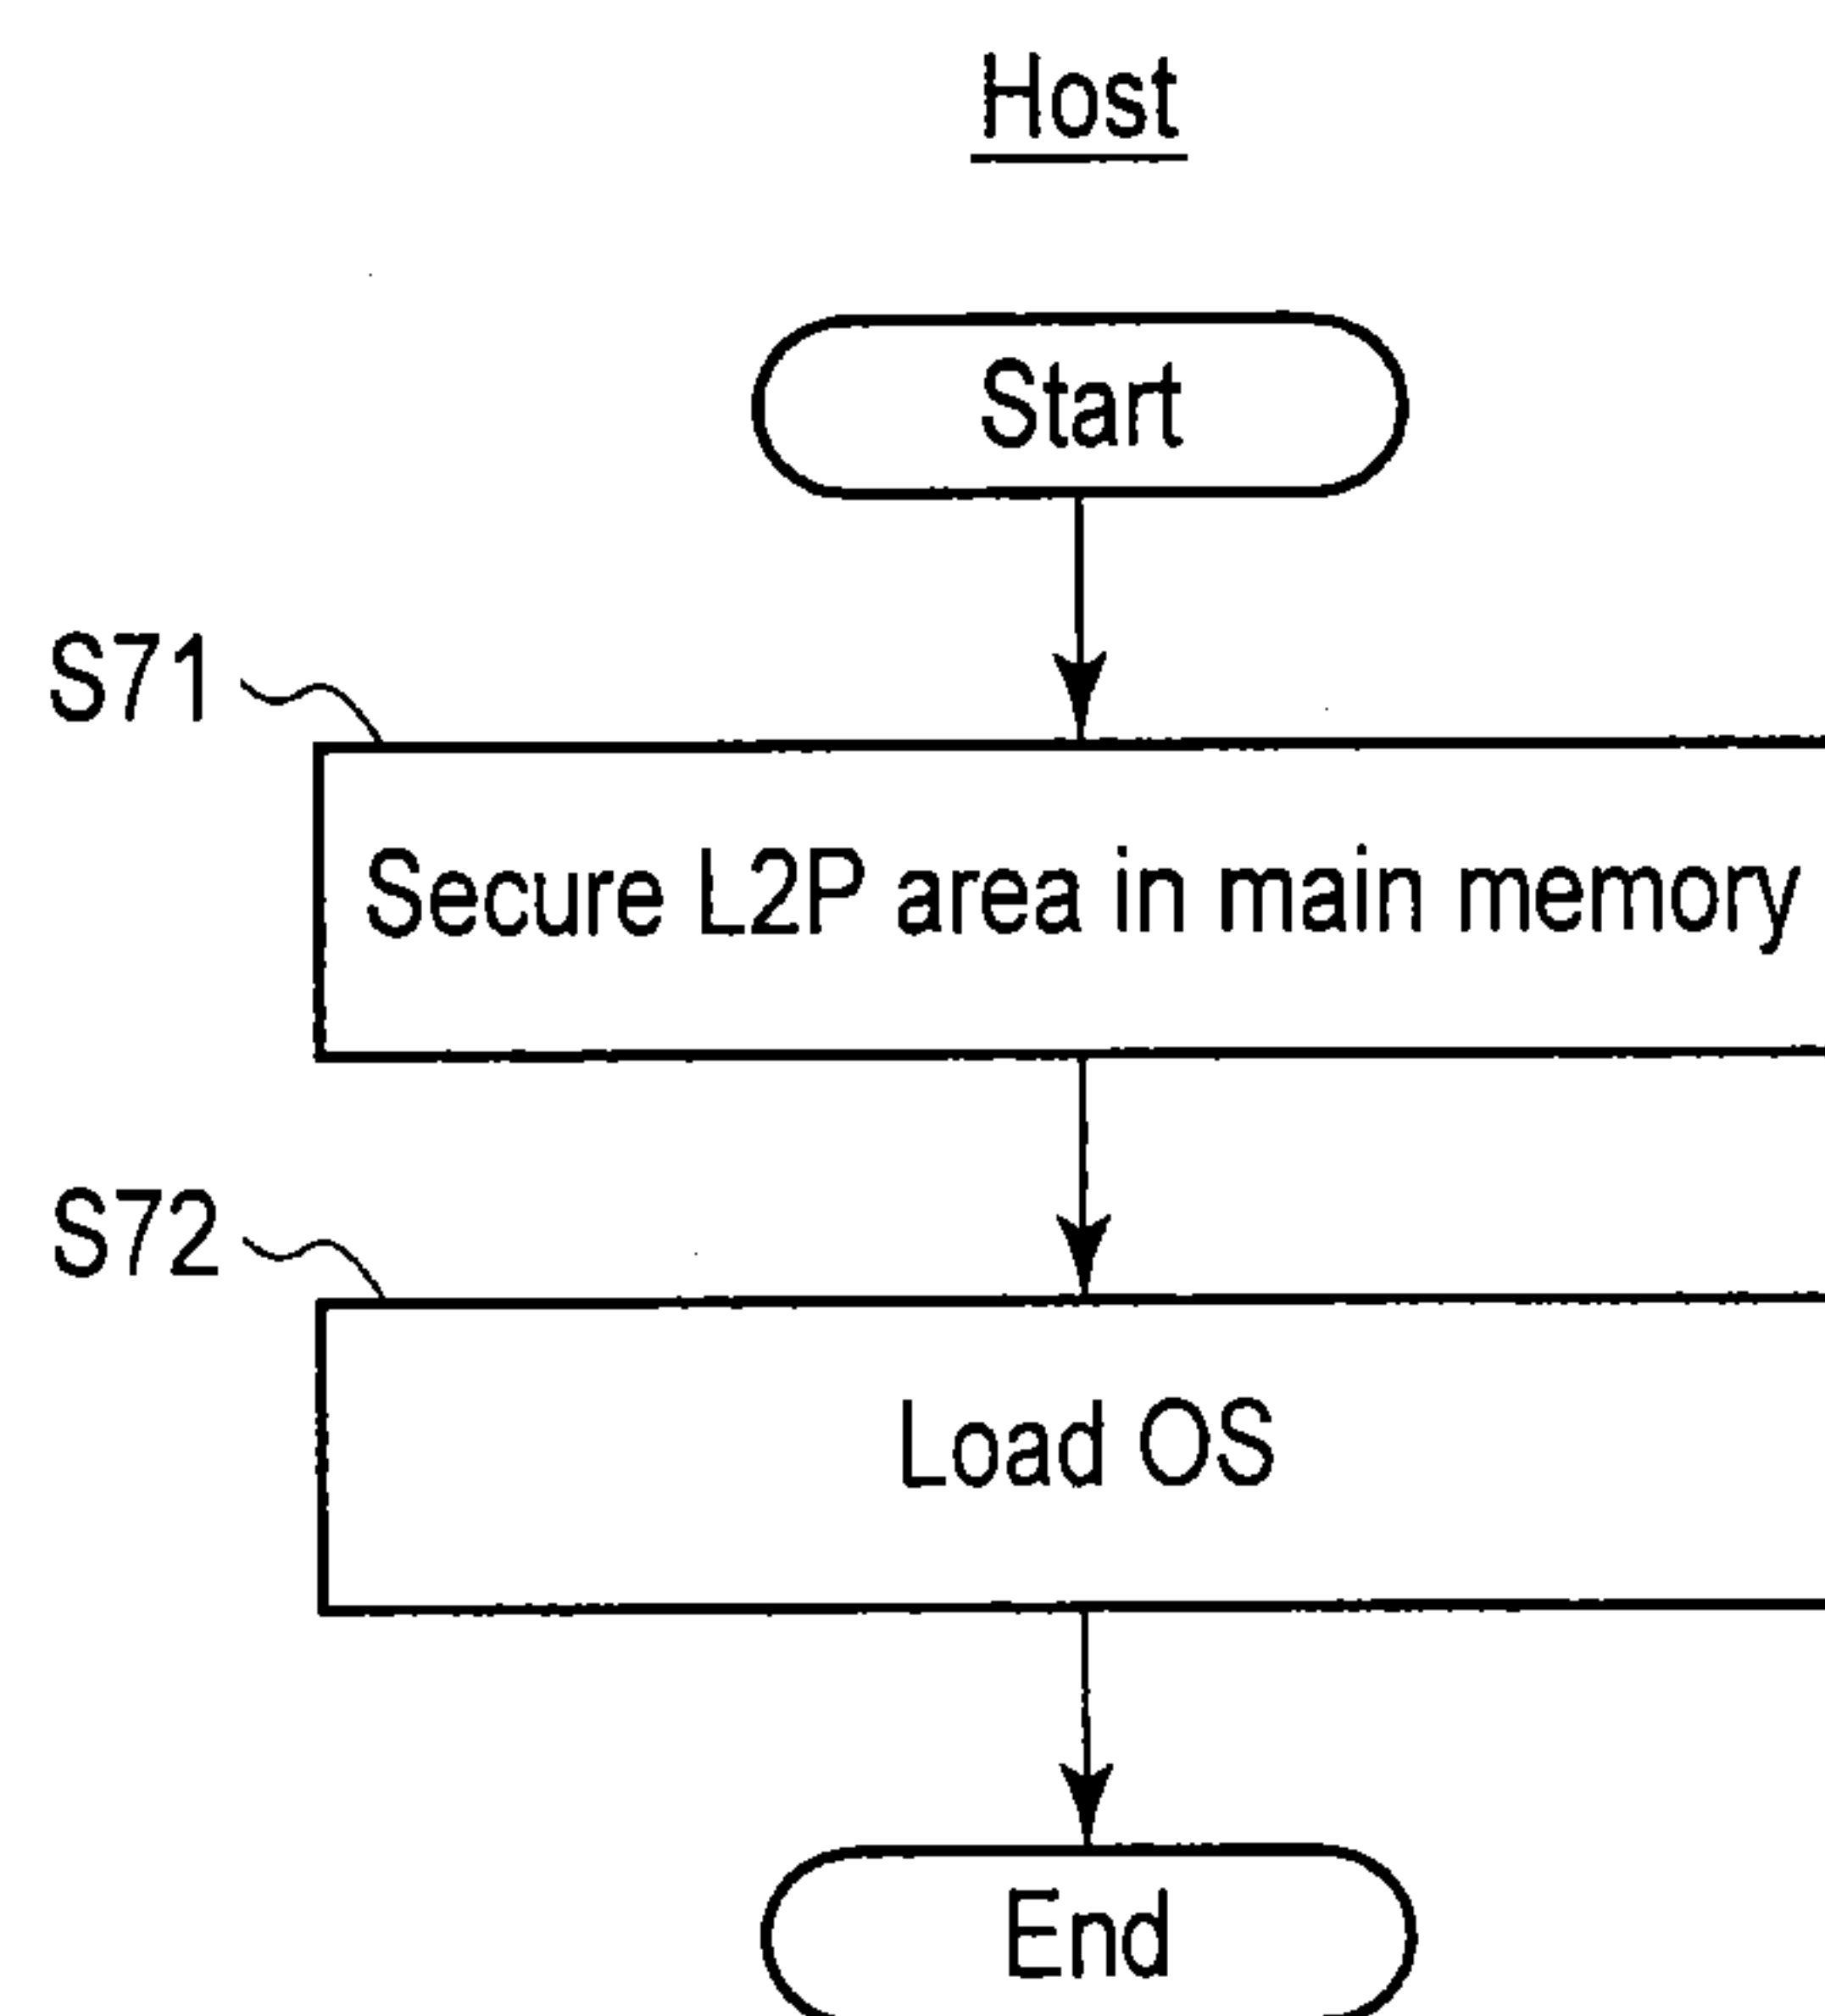 Host
Start
S71
Secure L2P area in main memory
S72
Load OS
End